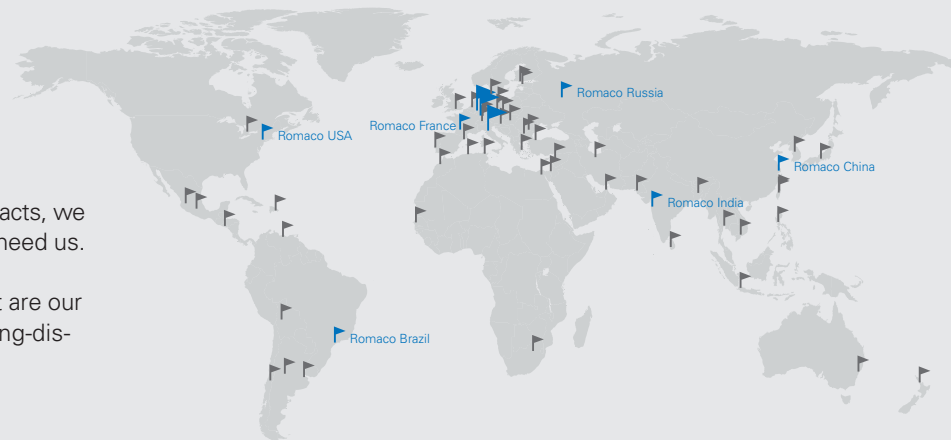 acts, we
need us.
are our
ng-dis-
Romaco Russia
Romaco USA
Romaco France
Romaco China
Romaco India
Romaco Brazil